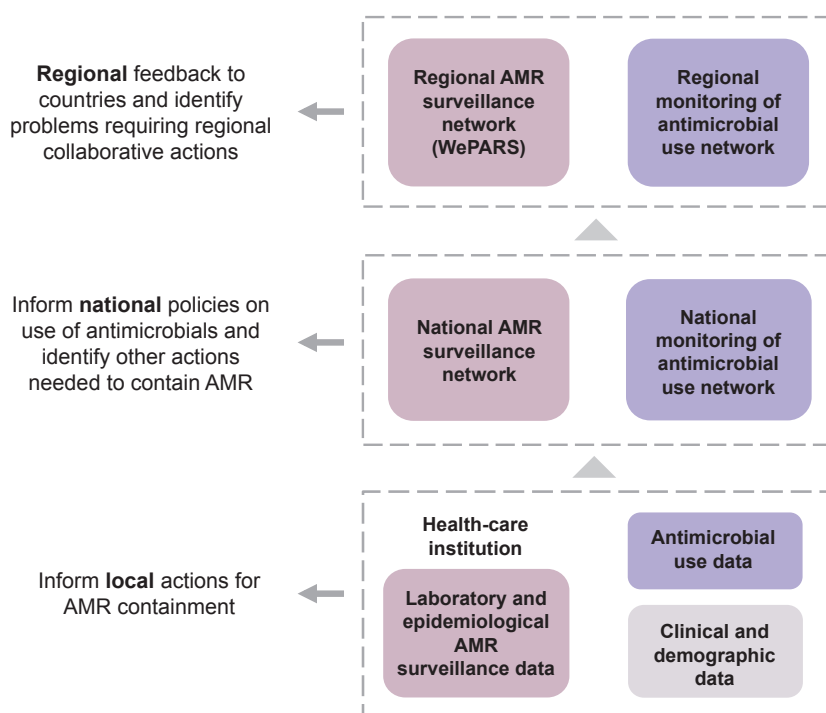 Regional feedback to
countries and identify
problems requiring regional
collaborative actions
Regional AMR
surveillance
network
(WePARS)
Regional
monitoring of
antimicrobial
use network
Inform national policies on
use of antimicrobials and
identify other actions
needed to contain AMR
National AMR
surveillance
network
National
monitoring of
antimicrobial
use network
Inform local actions for
AMR containment
Health-care
institution
Laboratory and
epidemiological
AMR
surveillance data
Antimicrobial
use data
Clinical and
demographic
data